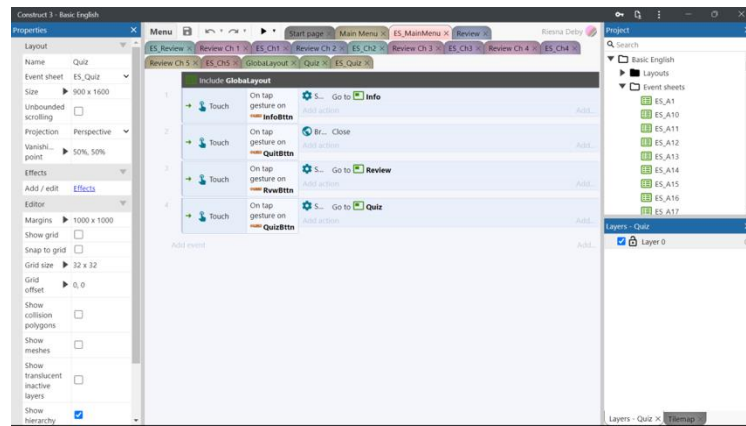 Construct 3 - Basic English
Properties
Layout
Name Quiz
Event sheet ES_Quiz
Size 900 x 1600
Unbounded scrolling
Projection Perspective
Vanishi... point 50%, 50%
Effects
Add / edit Effects
Editor
Margins 1000 x 1000
Show grid
Snap to grid
Grid size 32 x 32
Grid offset 0, 0
Show collision polygons
Show meshes
Show translucent inactive layers
Show hierarchy
Menu
Start page
Main Menu
ES_MainMenu
Review
Riesna Deby
ES_Review
Review Ch 1
ES_Ch1
Review Ch 2
ES_Ch2
Review Ch 3
ES_Ch3
Review Ch 4
ES_Ch4
Review Ch 5
ES_Ch5
GlobaLayout
Quiz
ES_Quiz
Include GlobaLayout
1 Touch On tap gesture on InfoBttn S... Go to Info
Add action Add...
2 Touch On tap gesture on QuitBttn Br... Close
Add action Add...
3 Touch On tap gesture on RvwBttn S... Go to Review
Add action Add...
4 Touch On tap gesture on QuizBttn S... Go to Quiz
Add action Add...
Add event Add...
Project
Search
Basic English
Layouts
Event sheets
ES_A1
ES_A10
ES_A11
ES_A12
ES_A13
ES_A14
ES_A15
ES_A16
ES_A17
Layers - Quiz
Layer 0
Layers - Quiz
Tilemap